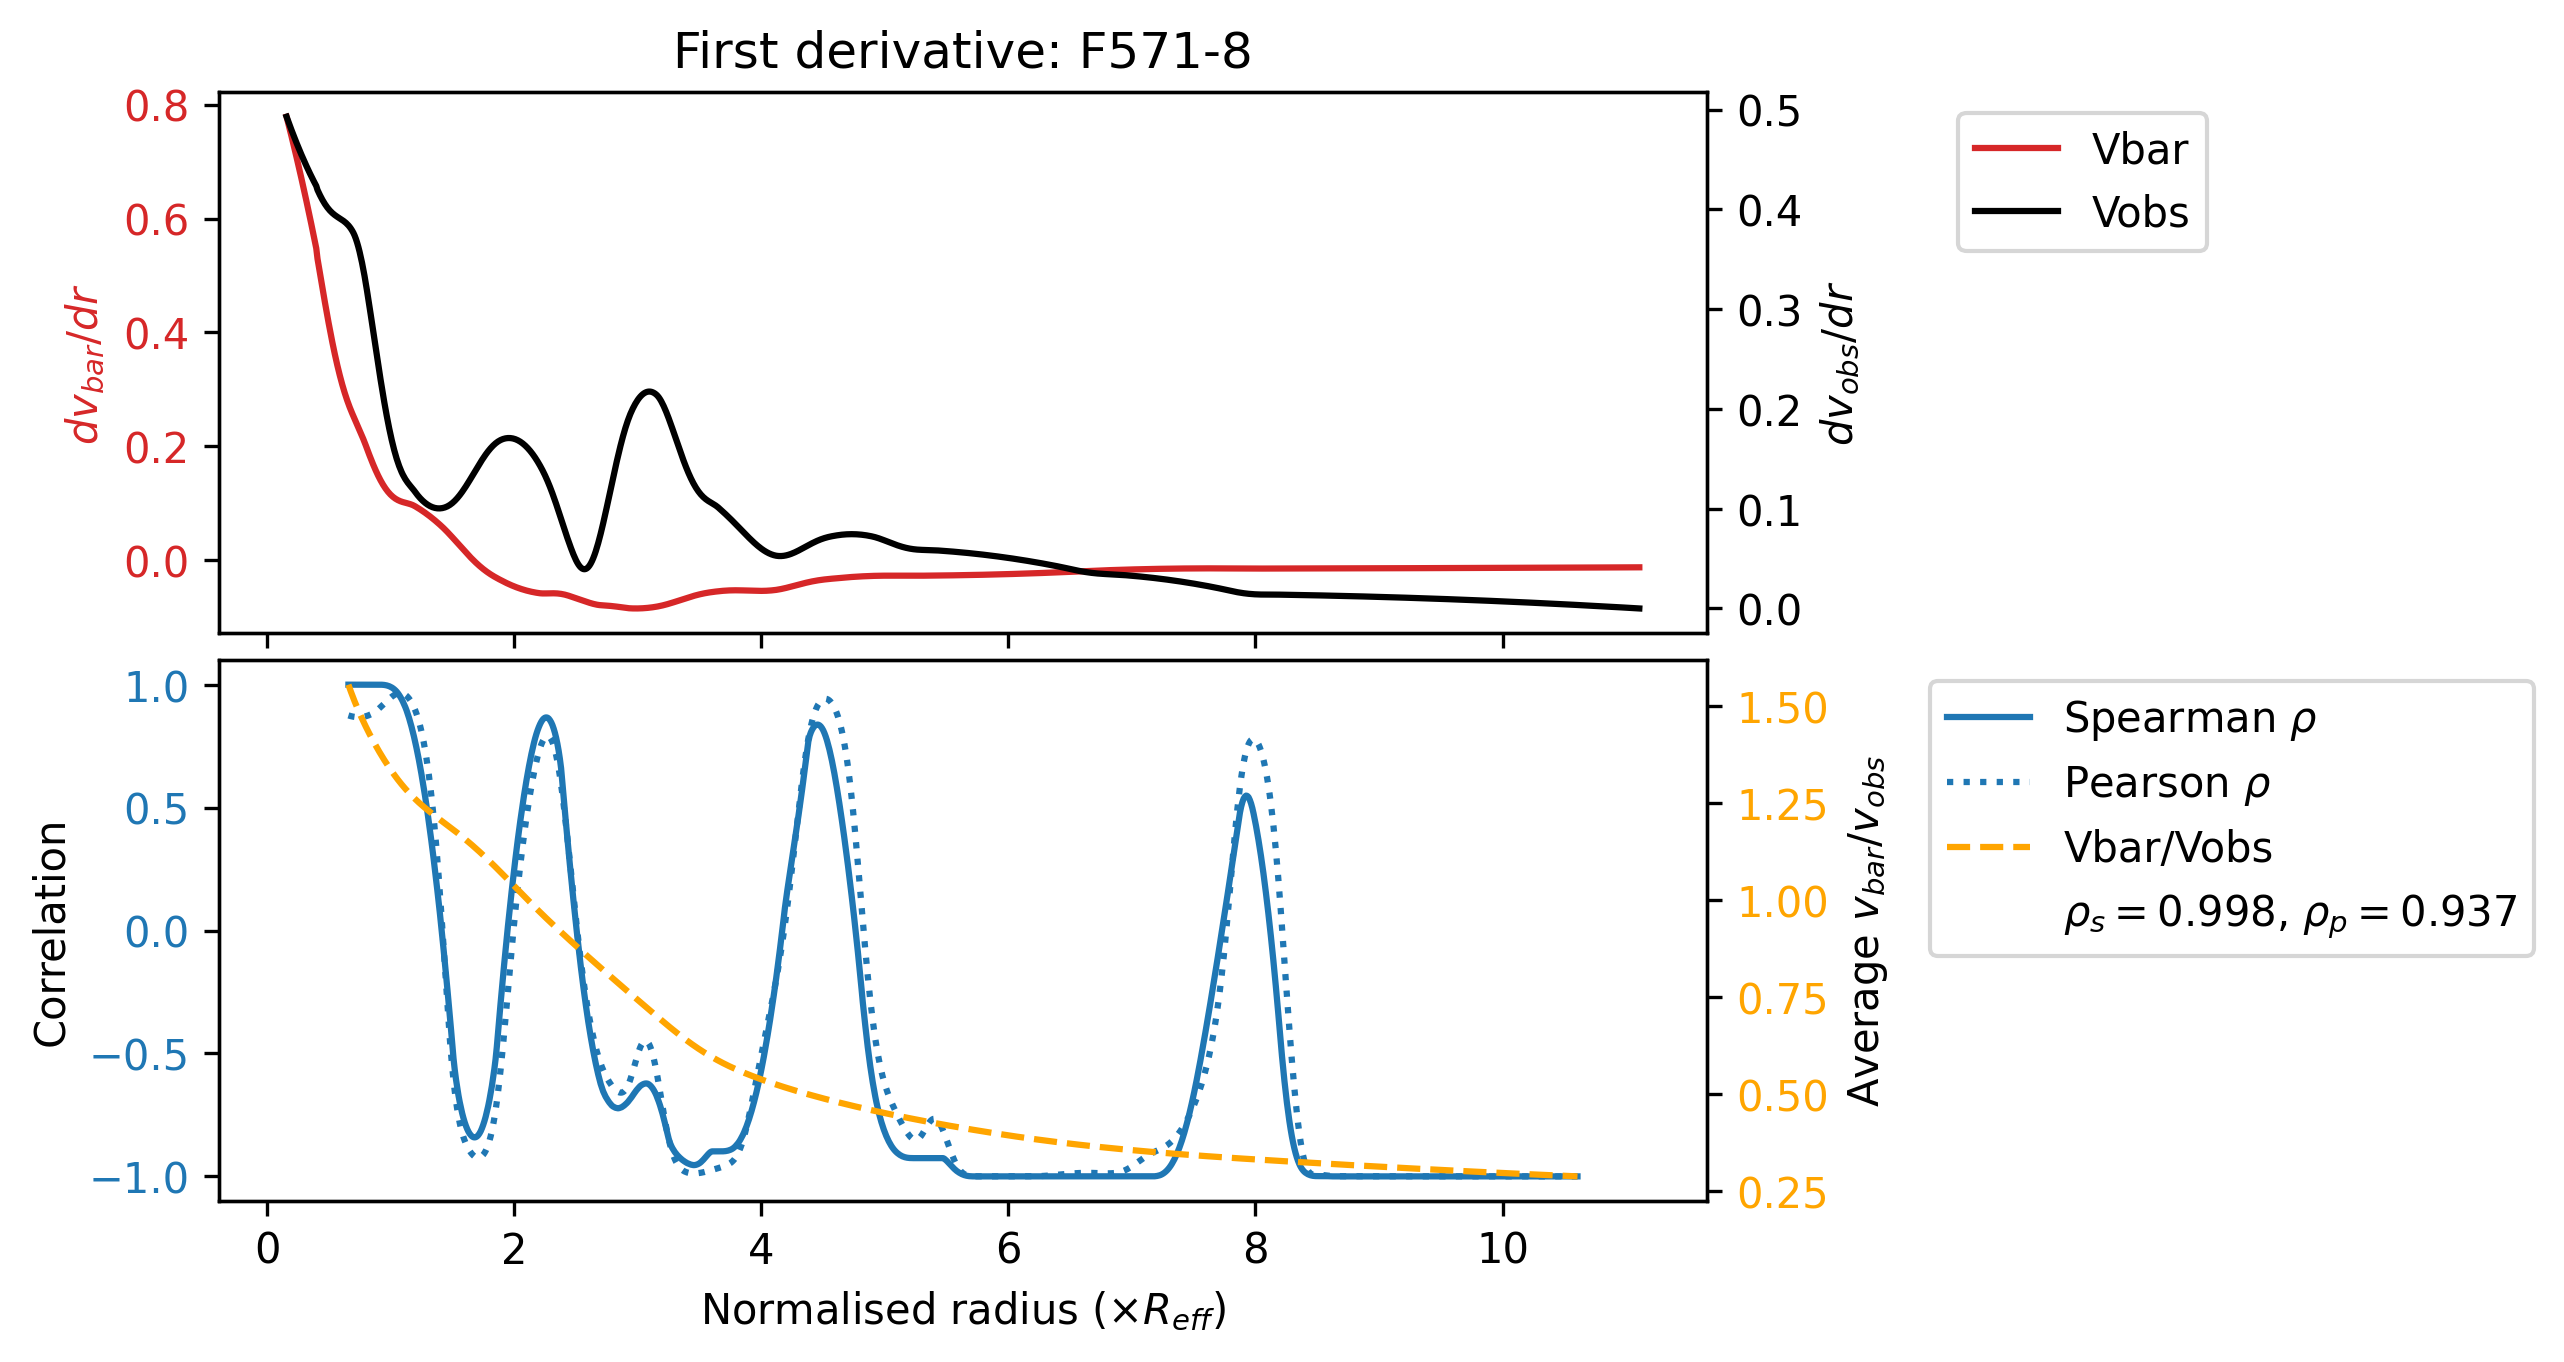 First derivative: F571-8
0.8
0.6
0.4
0.2
0.0
dv_bar/dr
0.5
0.4
0.3
0.2
0.1
0.0
dv_obs/dr
Vbar
Vobs
1.0
0.5
0.0
−0.5
−1.0
Correlation
1.50
1.25
1.00
0.75
0.50
0.25
Average v_bar/v_obs
Spearman ρ
Pearson ρ
Vbar/Vobs
ρ_s = 0.998, ρ_p = 0.937
0 2 4 6 8 10
Normalised radius (×R_eff)